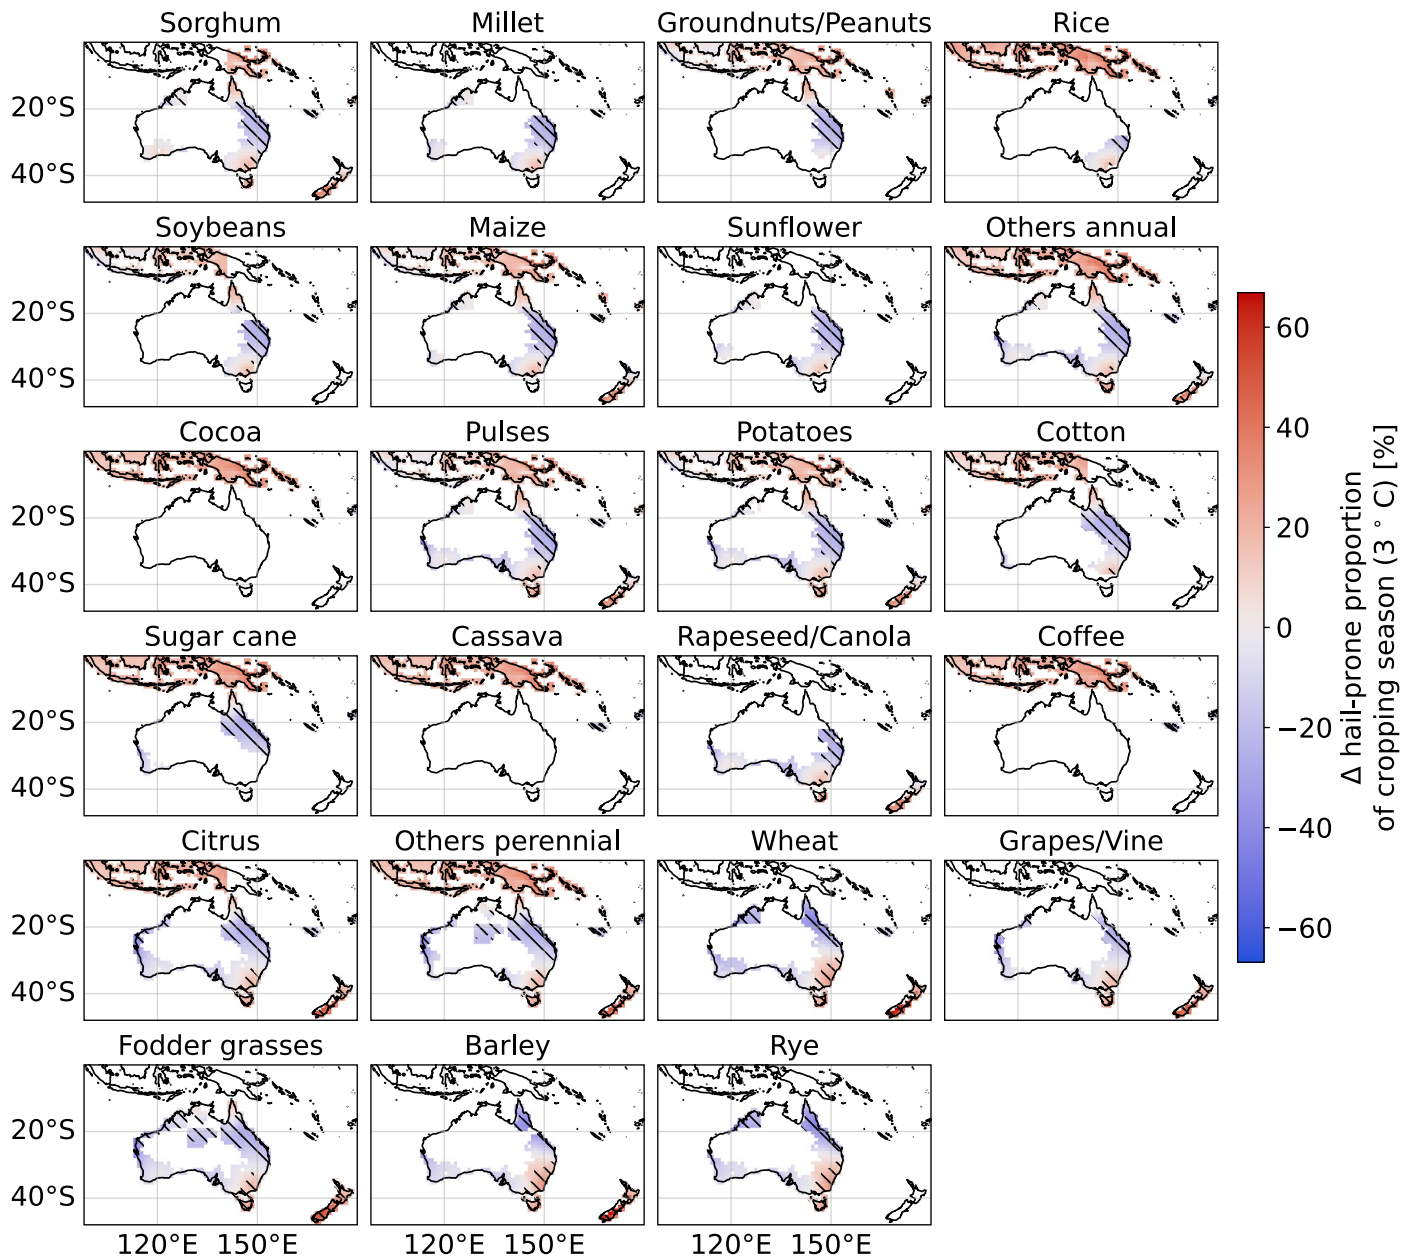 Sorghum
Millet
Groundnuts/Peanuts
Rice
20°S
40°S
Soybeans
Maize
Sunflower
Others annual
20°S
40°S
Cocoa
Pulses
Potatoes
Cotton
20°S
40°S
Sugar cane
Cassava
Rapeseed/Canola
Coffee
20°S
40°S
Citrus
Others perennial
Wheat
Grapes/Vine
20°S
40°S
Fodder grasses
Barley
Rye
20°S
40°S
120°E
150°E
120°E
150°E
120°E
150°E
60
40
20
0
−20
−40
−60
Δ hail-prone proportion
of cropping season (3 ° C) [%]